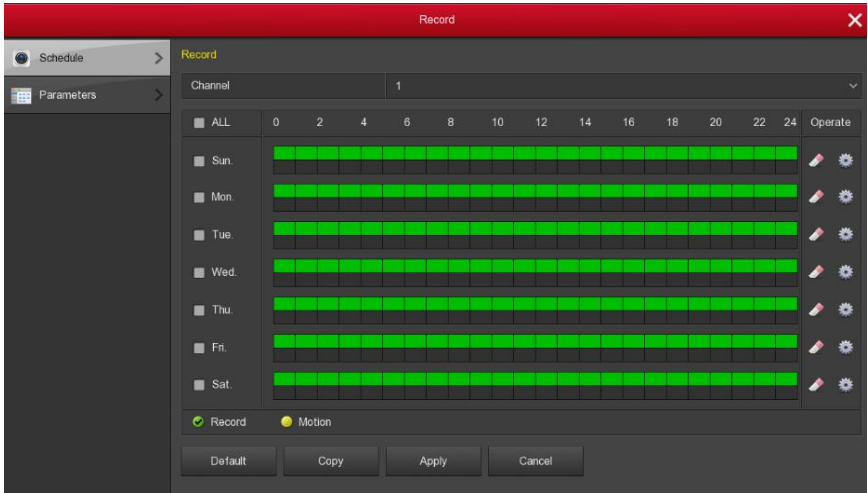 Record
Schedule
Parameters
Record
Channel 1
ALL 0 2 4 6 8 10 12 14 16 18 20 22 24 Operate
Sun.
Mon.
Tue.
Wed.
Thu.
Fri.
Sat.
Record Motion
Default Copy Apply Cancel